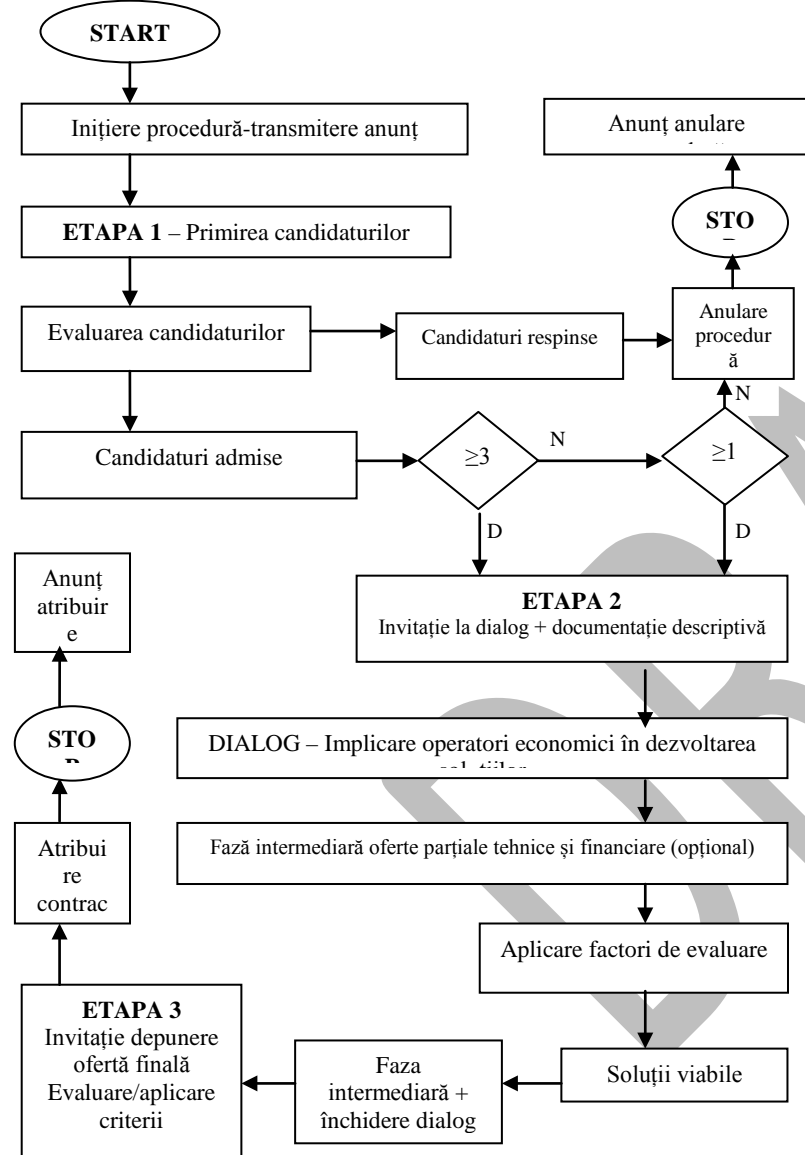 START
Inițiere procedură-transmitere anunț
Anunț anulare
STO
ETAPA 1 – Primirea candidaturilor
Evaluarea candidaturilor
Candidaturi respinse
Anulare
procedur
ă
N
Candidaturi admise
≥3
N
≥1
D
D
ETAPA 2
Invitație la dialog + documentație descriptivă
Anunț
atribuir
e
STO
DIALOG – Implicare operatori economici în dezvoltarea
Fază intermediară oferte parțiale tehnice și financiare (opțional)
Atribui
re
contrac
Aplicare factori de evaluare
Soluții viabile
Faza
intermediară +
închidere dialog
ETAPA 3
Invitație depunere
ofertă finală
Evaluare/aplicare
criterii